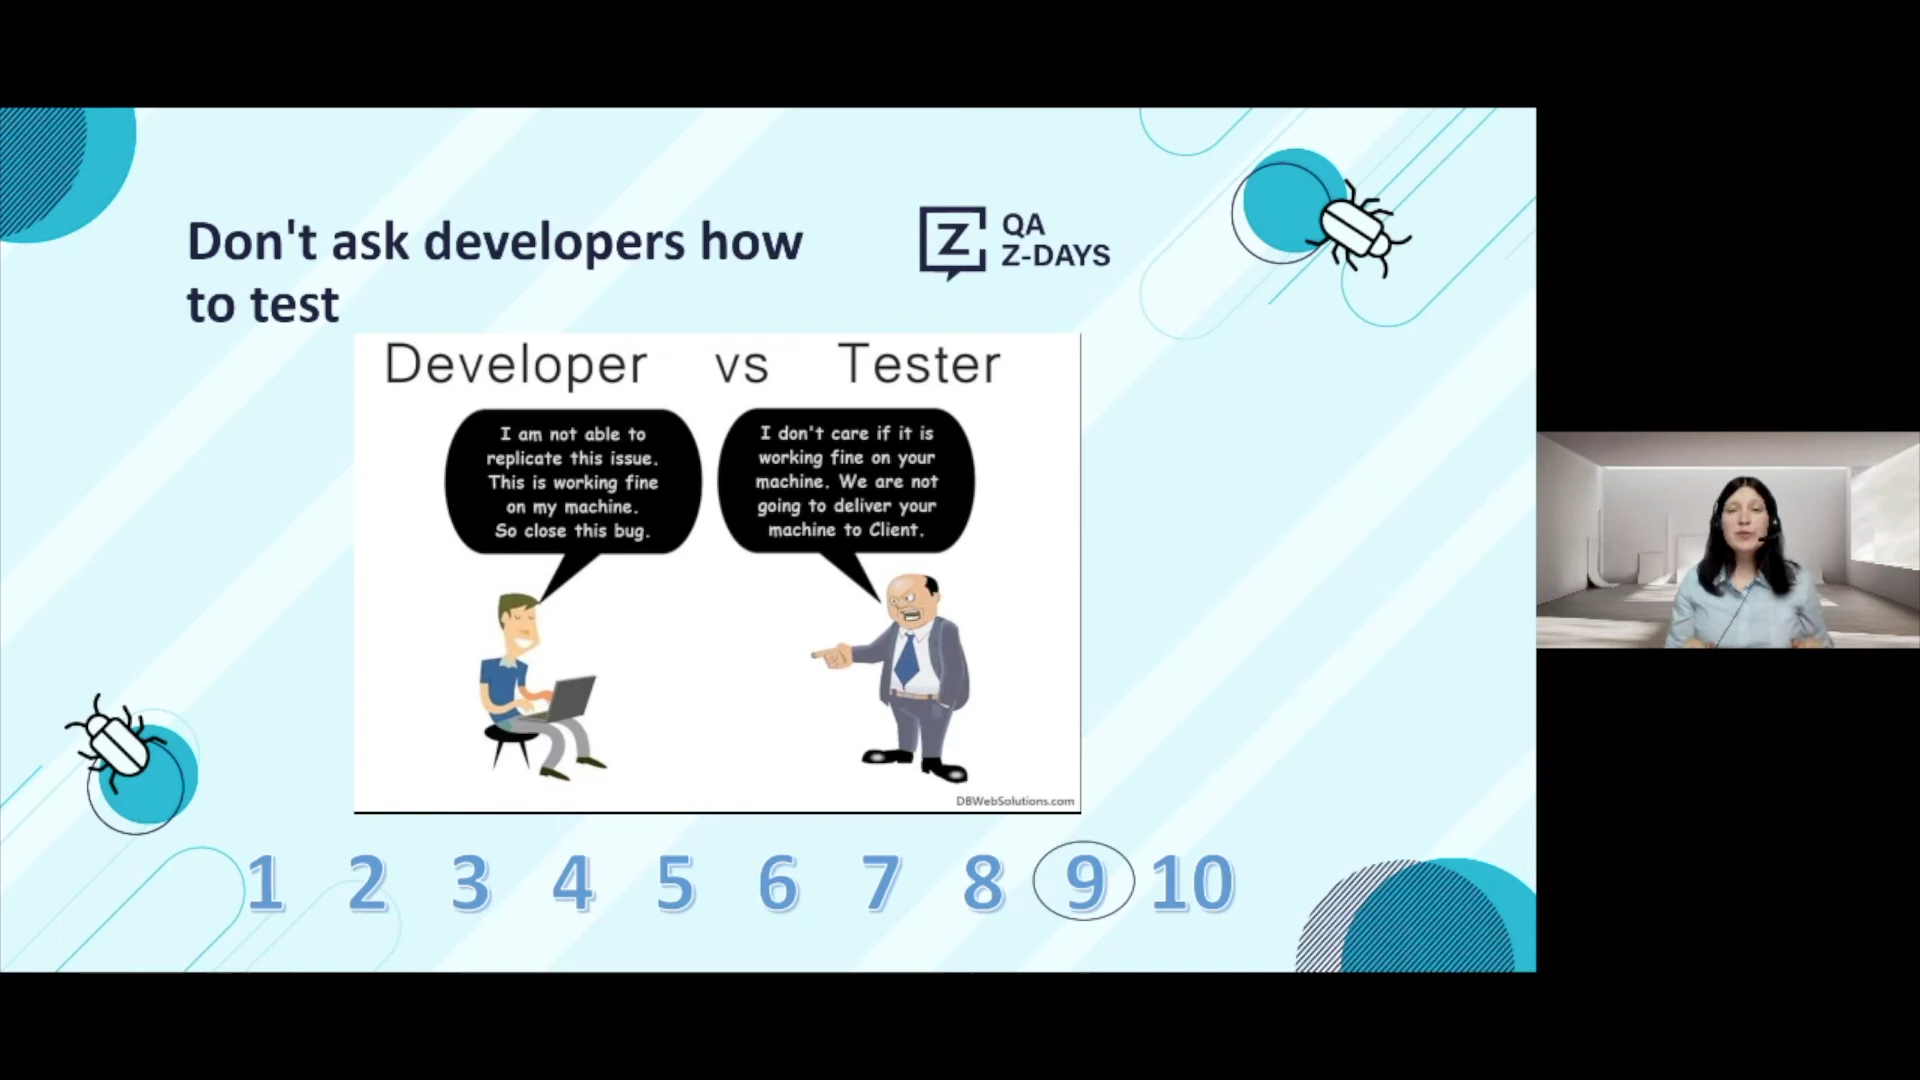 Don't ask developers how
to test
Z
QA
Z-DAYS
Developer vs Tester
I am not able to
replicate this issue.
This is working fine
on my machine.
So close this bug.
I don't care if it is
working fine on your
machine. We are not
going to deliver your
machine to Client.
DBWebSolutions.com
1 2 3 4 5 6 7 8 9 10